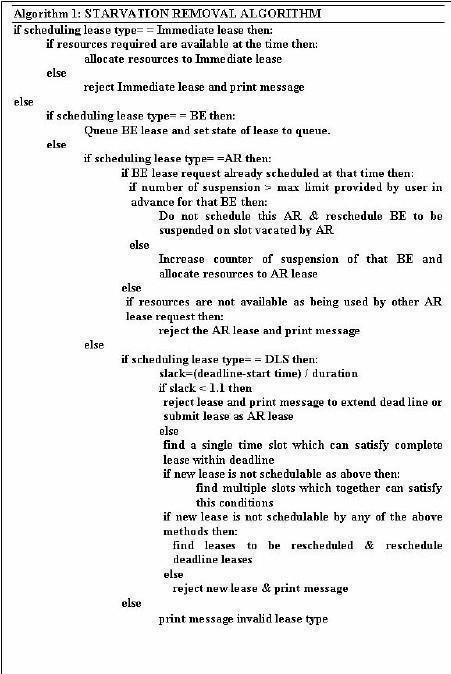 Algorithm 1: STARVATION REMOVAL ALGORITHM
if scheduling lease type= = Immediate lease then:
if resources required are available at the time then:
allocate resources to Immediate lease
else
reject Immediate lease and print message
else
if scheduling lease type= = BE then:
Queue BE lease and set state of lease to queue.
else
if scheduling lease type= =AR then:
if BE lease request already scheduled at that time then:
if number of suspension > max limit provided by user in
advance for that BE then:
Do not schedule this AR & reschedule BE to be
suspended on slot vacated by AR
else
Increase counter of suspension of that BE and
allocate resources to AR lease
else
if resources are not available as being used by other AR
lease request then:
reject the AR lease and print message
else
if scheduling lease type= = DLS then:
slack=(deadline-start time) / duration
if slack < 1.1 then
reject lease and print message to extend dead line or
submit lease as AR lease
else
find a single time slot which can satisfy complete
lease within deadline
if new lease is not schedulable as above then:
find multiple slots which together can satisfy
this conditions
if new lease is not schedulable by any of the above
methods then:
find leases to be rescheduled & reschedule
deadline leases
else
reject new lease & print message
else
print message invalid lease type